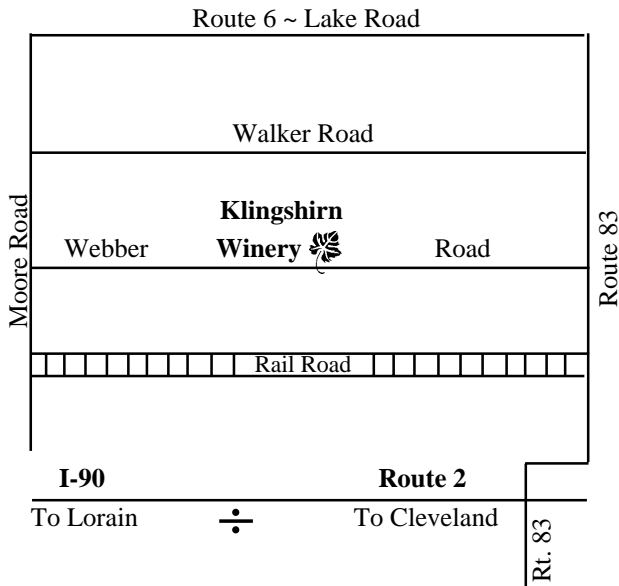 Route 6 ~ Lake Road
Walker Road
Moore Road
Klingshirn
Winery
Webber Road
Route 83
Rail Road
I-90 Route 2
To Lorain ÷ To Cleveland
Rt. 83